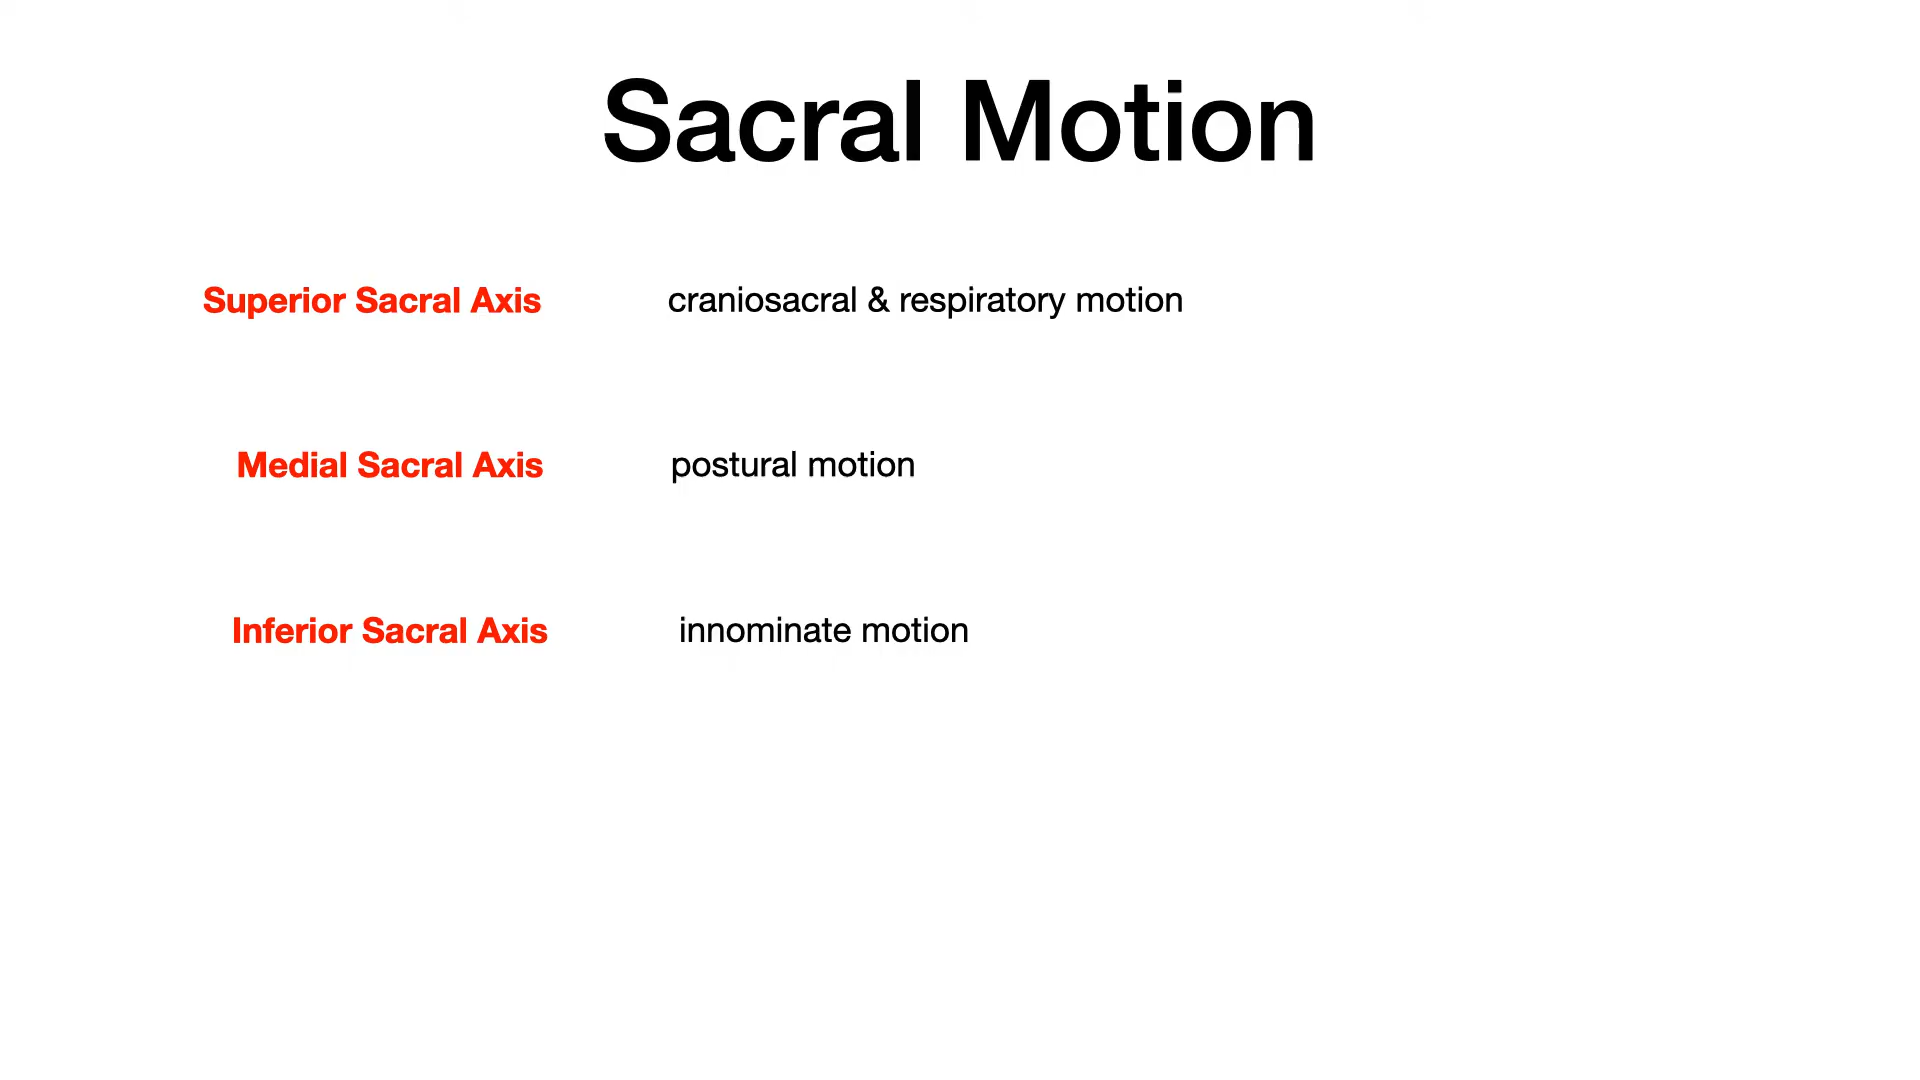 Sacral Motion
Superior Sacral Axis craniosacral & respiratory motion
Medial Sacral Axis postural motion
Inferior Sacral Axis innominate motion